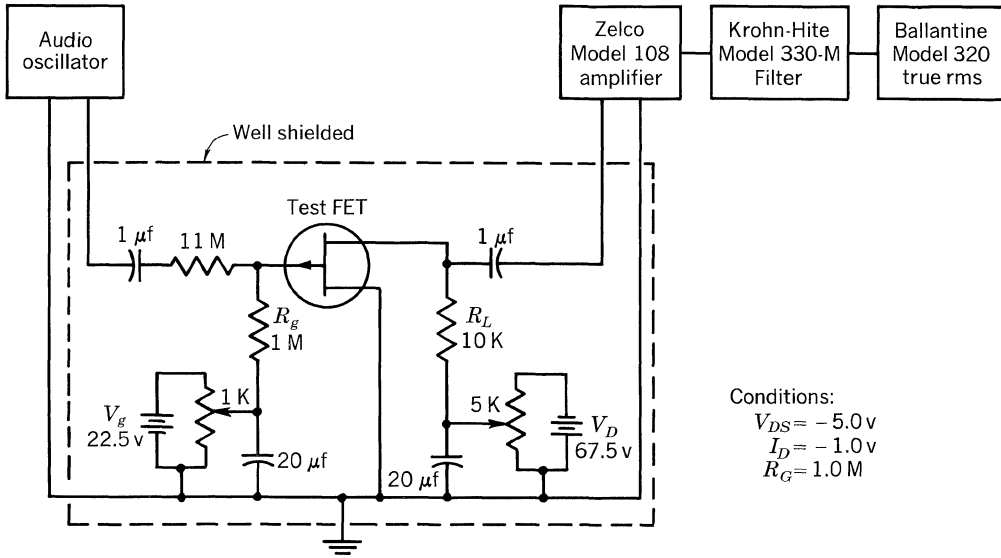 Audio
oscillator
Zelco
Model 108
amplifier
Krohn-Hite
Model 330-M
Filter
Ballantine
Model 320
true rms
Well shielded
Test FET
1 μf
11 M
1 μf
R_g
1 M
R_L
10 K
1 K
V_g
22.5 v
20 μf
5 K
V_D
67.5 v
20 μf
Conditions:
V_DS = - 5.0 v
I_D = - 1.0 v
R_G = 1.0 M